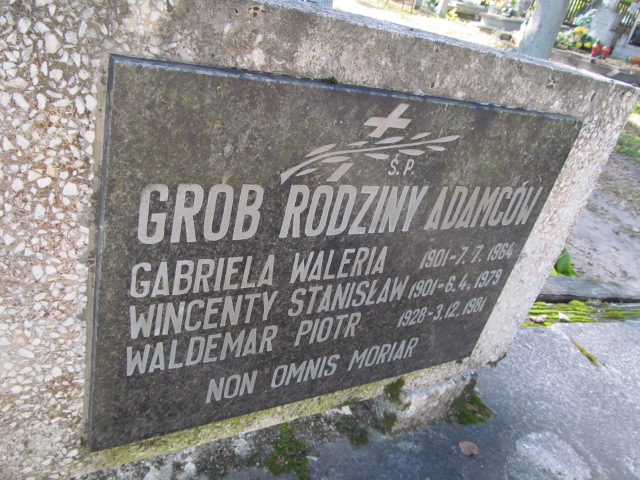 Ś.P.
GROB RODZINY ADAMCÓW
GABRIELA WALERIA 1901-7.7.1964
WINCENTY STANISŁAW 1901-6.4.1979
WALDEMAR PIOTR 1928-3.12.1981
NON OMNIS MORIAR